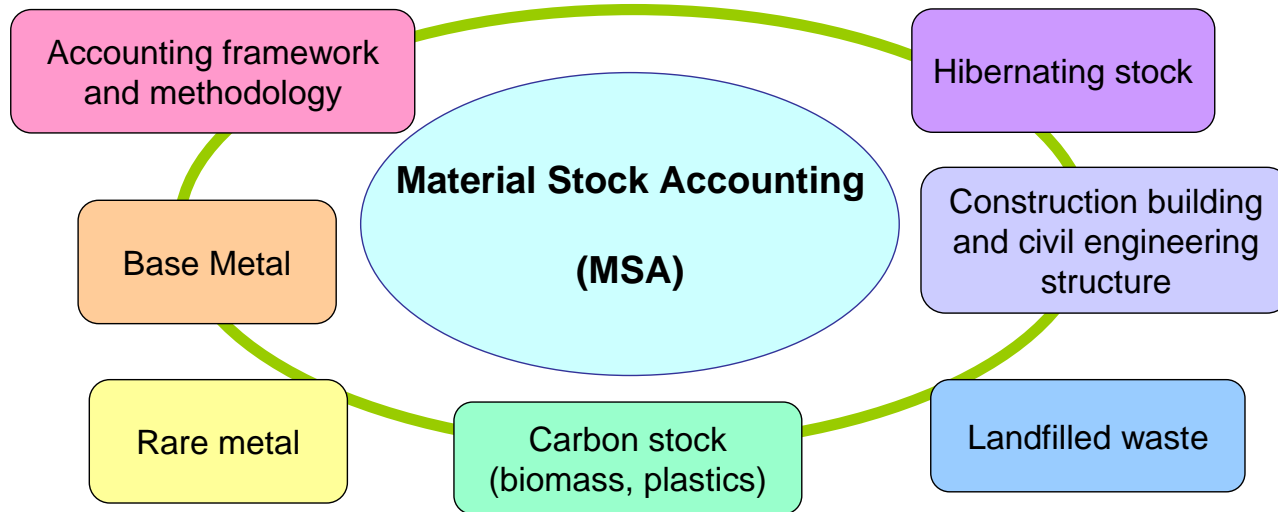 Accounting framework
and methodology
Hibernating stock
Material Stock Accounting
(MSA)
Base Metal
Construction building
and civil engineering
structure
Rare metal
Carbon stock
(biomass, plastics)
Landfilled waste